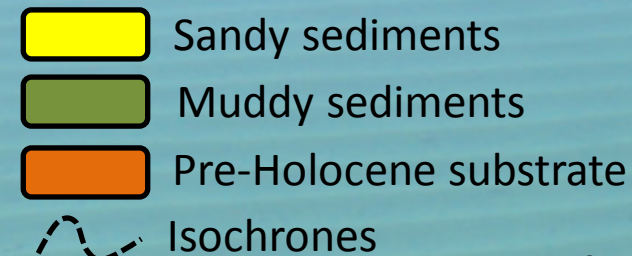 Sandy sediments
Muddy sediments
Pre-Holocene substrate
Isochrones